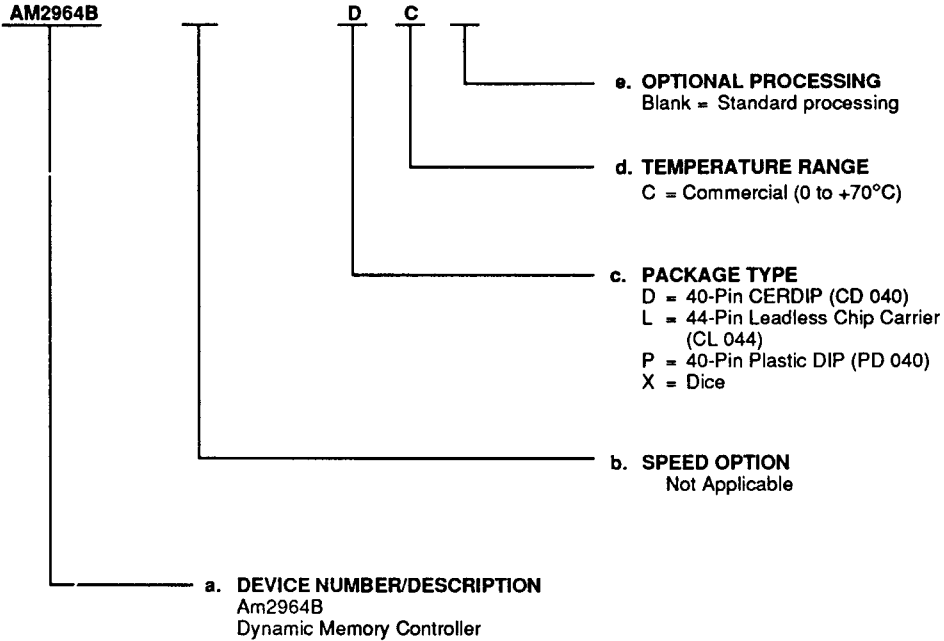 AM2964B D C
e. OPTIONAL PROCESSING
Blank = Standard processing
d. TEMPERATURE RANGE
C = Commercial (0 to +70°C)
c. PACKAGE TYPE
D = 40-Pin CERDIP (CD 040)
L = 44-Pin Leadless Chip Carrier
(CL 044)
P = 40-Pin Plastic DIP (PD 040)
X = Dice
b. SPEED OPTION
Not Applicable
a. DEVICE NUMBER/DESCRIPTION
Am2964B
Dynamic Memory Controller